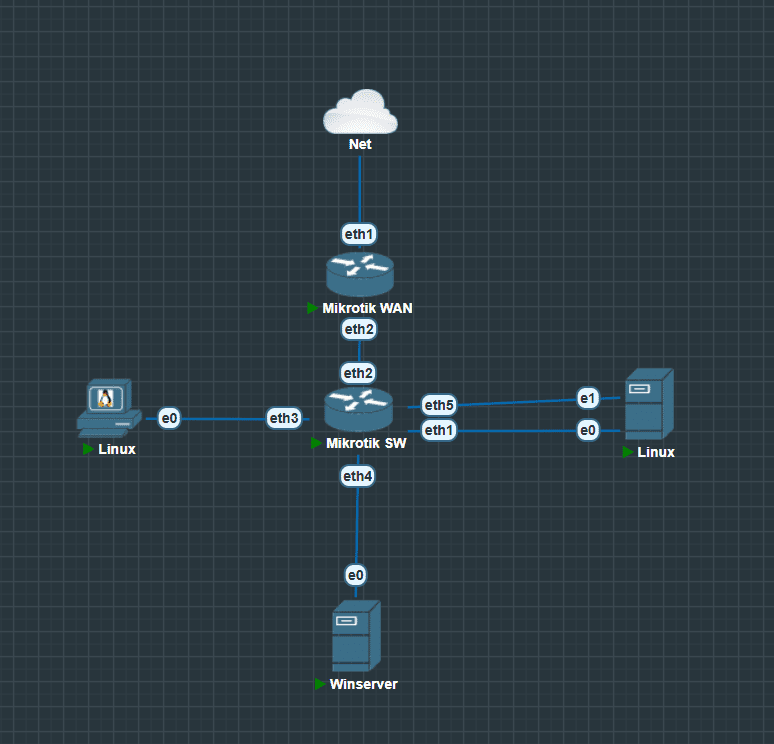 Net
eth1
Mikrotik WAN
eth2
eth2
e0
eth3
Mikrotik SW
eth5
e1
eth1
e0
Linux
Linux
eth4
e0
Winserver